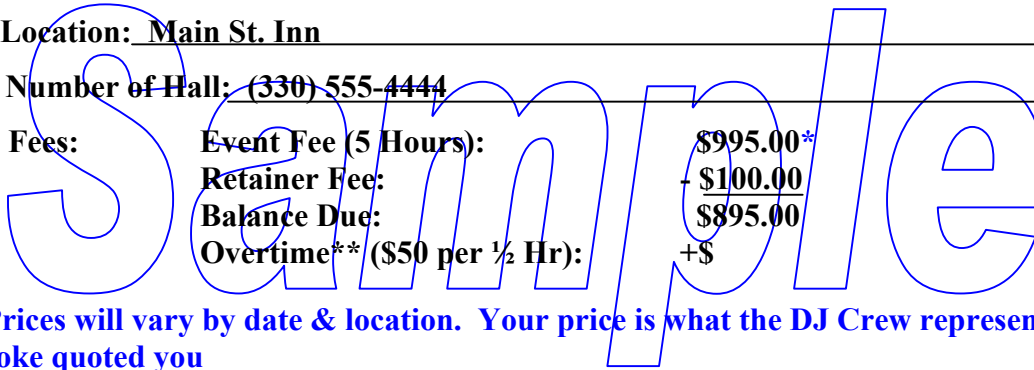 Location: Main St. Inn
Number of Hall: (330) 555-4444
Fees: Event Fee (5 Hours): $995.00*
Retainer Fee: - $100.00
Balance Due: $895.00
Overtime** ($50 per ½ Hr): +$
Prices will vary by date & location. Your price is what the DJ Crew represen
oke quoted you
Sample